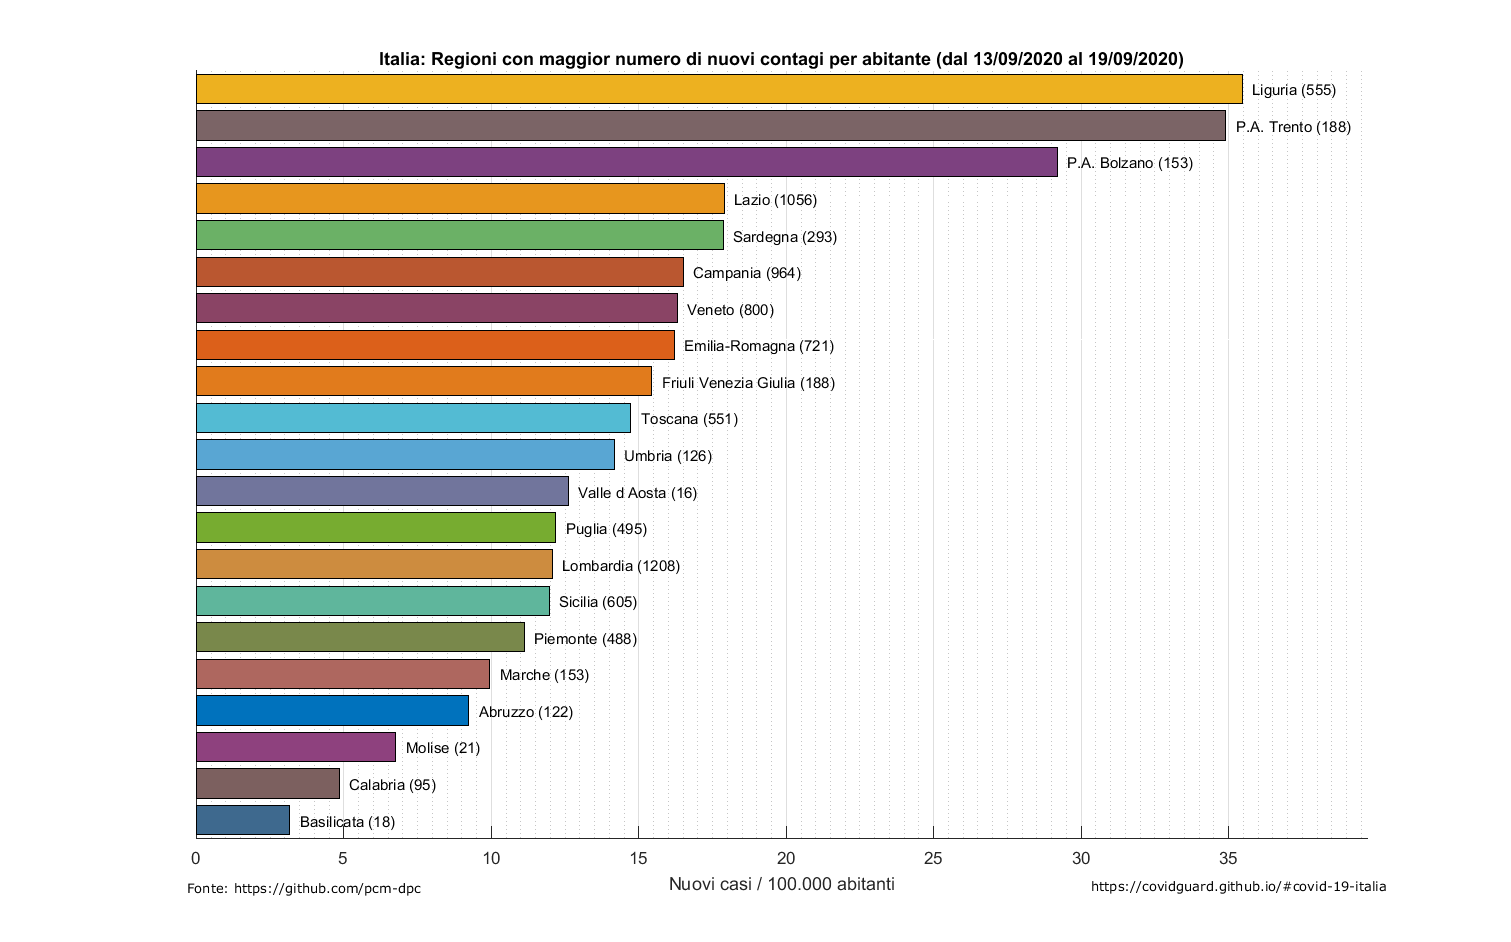 Italia: Regioni con maggior numero di nuovi contagi per abitante (dal 13/09/2020 al 19/09/2020)
Liguria (555)
P.A. Trento (188)
P.A. Bolzano (153)
Lazio (1056)
Sardegna (293)
Campania (964)
Veneto (800)
Emilia-Romagna (721)
Friuli Venezia Giulia (188)
Toscana (551)
Umbria (126)
Valle d Aosta (16)
Puglia (495)
Lombardia (1208)
Sicilia (605)
Piemonte (488)
Marche (153)
Abruzzo (122)
Molise (21)
Calabria (95)
Basilicata (18)
0 5 10 15 20 25 30 35
Nuovi casi / 100.000 abitanti
Fonte: https://github.com/pcm-dpc
https://covidguard.github.io/#covid-19-italia